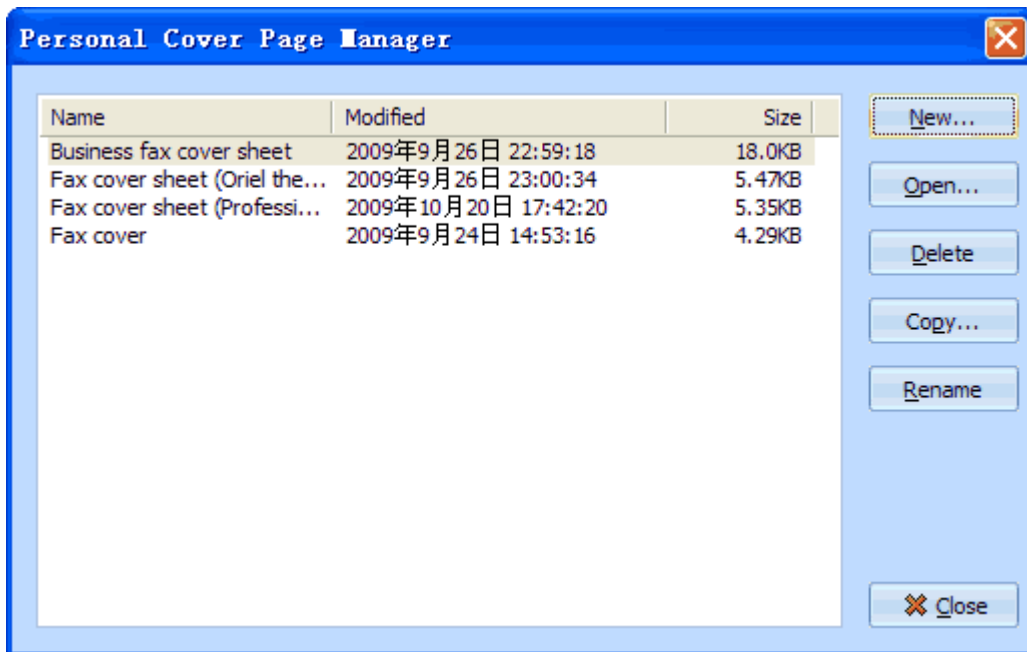 Personal Cover Page Manager
Name Modified Size
Business fax cover sheet 2009年9月26日 22:59:18 18.0KB
Fax cover sheet (Oriel the... 2009年9月26日 23:00:34 5.47KB
Fax cover sheet (Professi... 2009年10月20日 17:42:20 5.35KB
Fax cover 2009年9月24日 14:53:16 4.29KB
New...
Open...
Delete
Copy...
Rename
Close